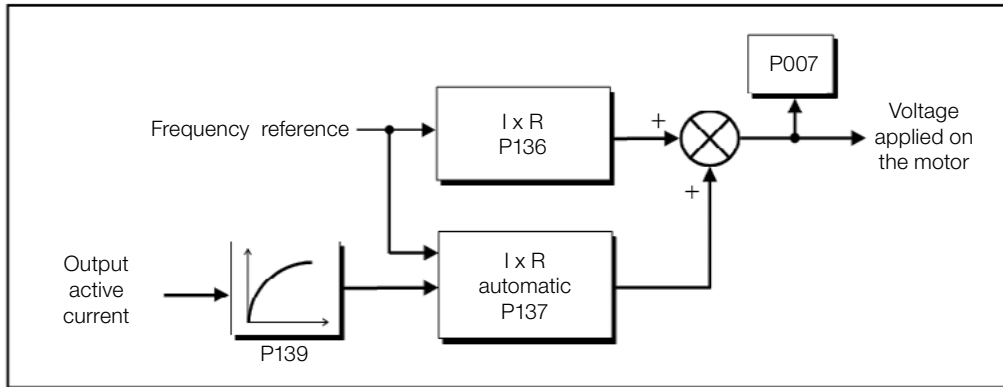 P007
Frequency reference
I x R
P136
+
Voltage
applied on
the motor
+
Output
active
current
P139
I x R
automatic
P137